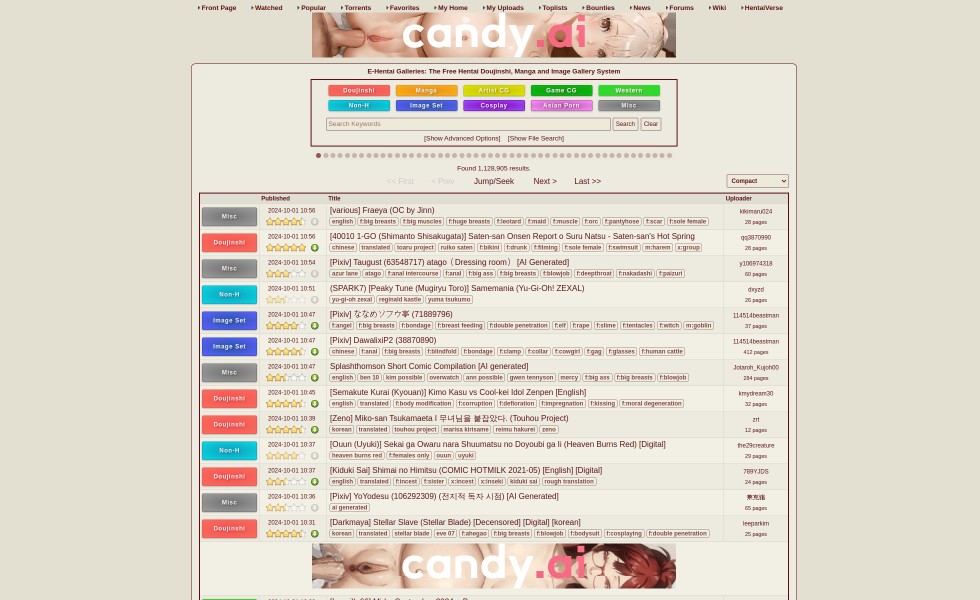 Front Page Watched Popular Torrents Favorites My Home My Uploads Toplists Bounties News Forums Wiki HentaiVerse
candy.ai
E-Hentai Galleries: The Free Hentai Doujinshi, Manga and Image Gallery System
Doujinshi Manga Artist CG Game CG Western
Non-H Image Set Cosplay Asian Porn Misc
Search Keywords Search Clear
[Show Advanced Options] [Show File Search]
Found 1,128,905 results.
<< First < Prev Jump/Seek Next > Last >> Compact
Published Title Uploader
Misc 2024-10-01 10:56 [various] Fraeya (OC by Jinn) kikimaru024
english f:big breasts f:big muscles f:huge breasts f:leotard f:maid f:muscle f:orc f:pantyhose f:scar f:sole female 28 pages
Doujinshi 2024-10-01 10:56 [40010 1-GO (Shimanto Shisakugata)] Saten-san Onsen Report o Suru Natsu - Saten-san's Hot Spring qq3870990
chinese translated toaru project ruiko saten f:bikini f:drunk f:filming f:sole female f:swimsuit m:harem x:group 26 pages
Misc 2024-10-01 10:54 [Pixiv] Taugust (63548717) atago（Dressing room） [AI Generated] y106974318
azur lane atago f:anal intercourse f:anal f:big ass f:big breasts f:blowjob f:deepthroat f:nakadashi f:paizuri 60 pages
Non-H 2024-10-01 10:51 (SPARK7) [Peaky Tune (Mugiryu Toro)] Samemania (Yu-Gi-Oh! ZEXAL) dxyzd
yu-gi-oh zexal reginald kastle yuma tsukumo 26 pages
Image Set 2024-10-01 10:47 [Pixiv] ななめソフウ事 (71889796) 114514beastman
f:angel f:big breasts f:bondage f:breast feeding f:double penetration f:elf f:rape f:slime f:tentacles f:witch m:goblin 37 pages
Image Set 2024-10-01 10:47 [Pixiv] DawalixiP2 (38870890) 114514beastman
chinese f:anal f:big breasts f:blindfold f:bondage f:clamp f:collar f:cowgirl f:gag f:glasses f:human cattle 412 pages
Misc 2024-10-01 10:47 Splashthomson Short Comic Compilation [AI generated] Jotaroh_Kujoh00
english ben 10 kim possible overwatch ann possible gwen tennyson mercy f:big ass f:big breasts f:blowjob 284 pages
Doujinshi 2024-10-01 10:45 [Semakute Kurai (Kyouan)] Kimo Kasu vs Cool-kei Idol Zenpen [English] kmydream30
english translated f:body modification f:corruption f:defloration f:impregnation f:kissing f:moral degeneration 32 pages
Doujinshi 2024-10-01 10:39 [Zeno] Miko-san Tsukamaeta l 무녀님을 붙잡았다. (Touhou Project) zrt
korean translated touhou project marisa kirisame reimu hakurei zeno 12 pages
Non-H 2024-10-01 10:37 [Ouun (Uyuki)] Sekai ga Owaru nara Shuumatsu no Doyoubi ga Ii (Heaven Burns Red) [Digital] the29creature
heaven burns red f:females only ouun uyuki 29 pages
Doujinshi 2024-10-01 10:37 [Kiduki Sai] Shimai no Himitsu (COMIC HOTMILK 2021-05) [English] [Digital] 789YJDS
english translated f:incest f:sister x:incest x:inseki kiduki sai rough translation 24 pages
Misc 2024-10-01 10:36 [Pixiv] YoYodesu (106292309) (전지적 독자 시점) [AI Generated]
ai generated 65 pages
Doujinshi 2024-10-01 10:31 [Darkmaya] Stellar Slave (Stellar Blade) [Decensored] [Digital] [korean] leeparkim
korean translated stellar blade eve 07 f:ahegao f:big breasts f:blowjob f:bodysuit f:cosplaying f:double penetration 25 pages
candy.ai